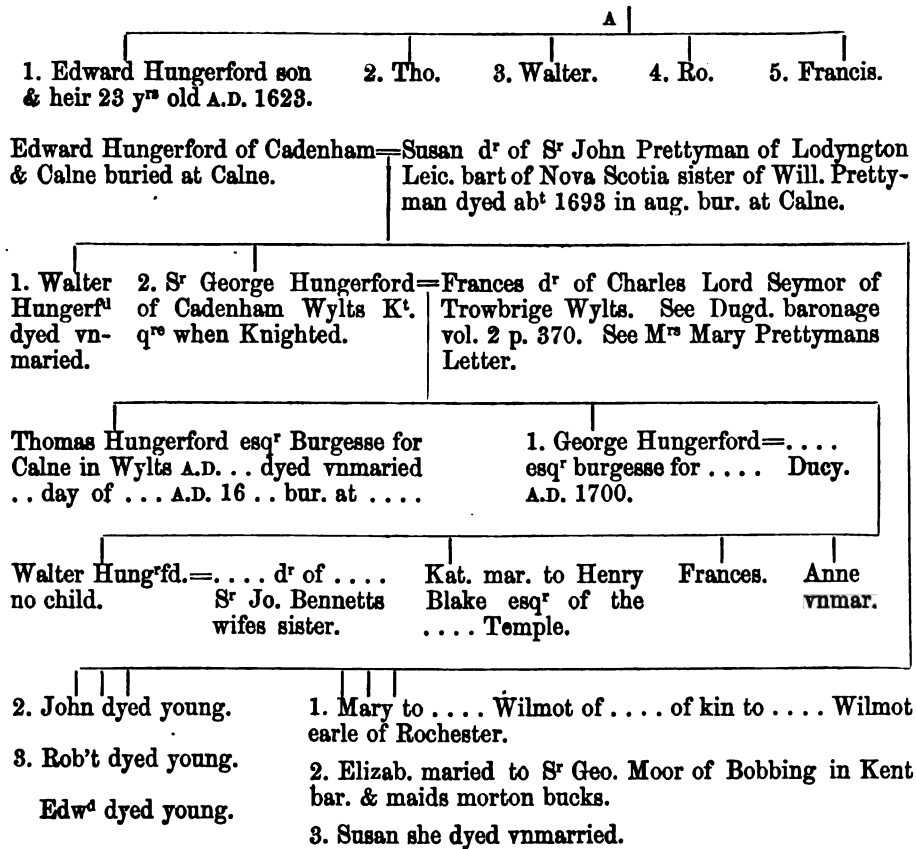 A
1. Edward Hungerford son
& heir 23 yʳˢ old A.D. 1623.
2. Tho.
3. Walter.
4. Ro.
5. Francis.
Edward Hungerford of Cadenham=
& Calne buried at Calne.
Susan dʳ of Sʳ John Prettyman of Lodyngton
Leic. bart of Nova Scotia sister of Will. Pretty-
man dyed abᵗ 1693 in aug. bur. at Calne.
1. Walter
Hungerfᵈ
dyed vn-
maried.
2. Sʳ George Hungerford=
of Cadenham Wylts Kᵗ.
qʳᵉ when Knighted.
Frances dʳ of Charles Lord Seymor of
Trowbrige Wylts. See Dugd. baronage
vol. 2 p. 370. See Mʳˢ Mary Prettymans
Letter.
Thomas Hungerford esqʳ Burgesse for
Calne in Wylts A.D. . . . dyed vnmaried
. . day of . . . A.D. 16 . . bur. at . . . .
1. George Hungerford=. . . .
esqʳ burgesse for . . . . Ducy.
A.D. 1700.
Walter Hungʳfd.=. . . . dʳ of . . . .
no child.
Sʳ Jo. Bennetts
wifes sister.
Kat. mar. to Henry
Blake esqʳ of the
. . . . Temple.
Frances.
Anne
vnmar.
2. John dyed young.
3. Rob't dyed young.
Edwᵈ dyed young.
1. Mary to . . . . Wilmot of . . . . of kin to . . . . Wilmot
earle of Rochester.
2. Elizab. maried to Sʳ Geo. Moor of Bobbing in Kent
bar. & maids morton bucks.
3. Susan she dyed vnmarried.